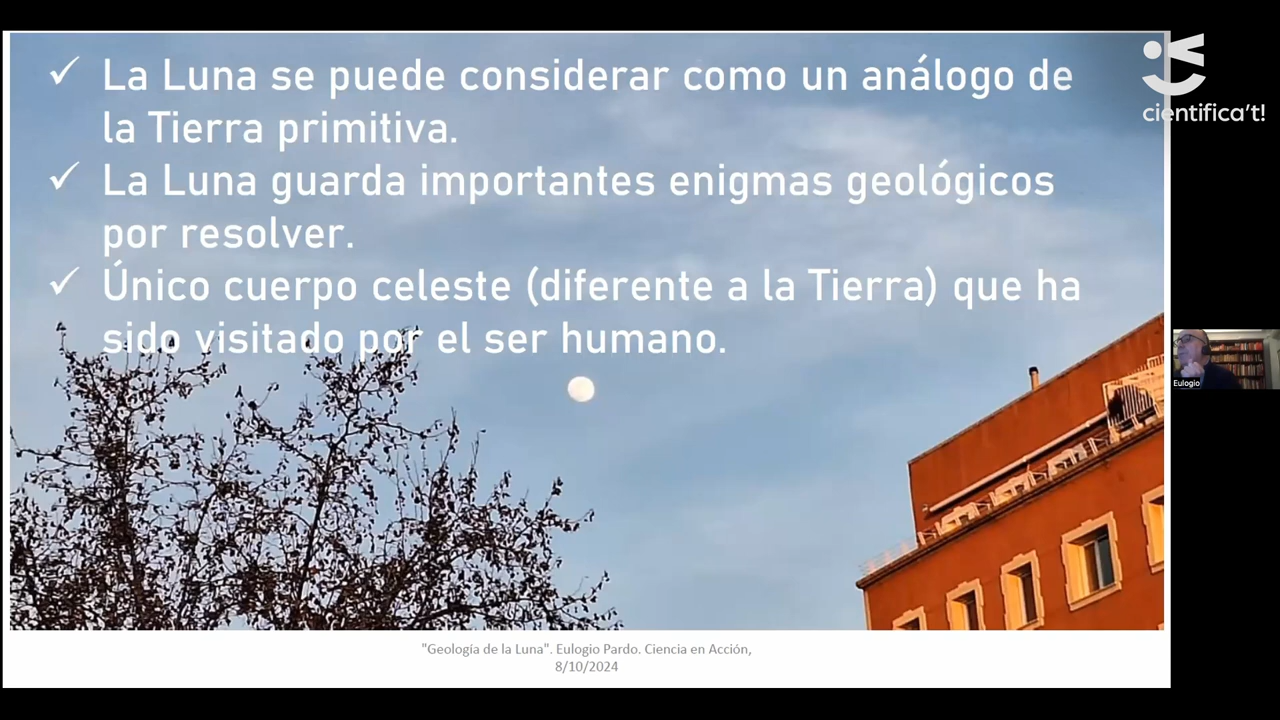 ✓ La Luna se puede considerar como un análogo de
la Tierra primitiva.
✓ La Luna guarda importantes enigmas geológicos
por resolver.
✓ Único cuerpo celeste (diferente a la Tierra) que ha
sido visitado por el ser humano.
cientifica't!
Eulogio
"Geología de la Luna". Eulogio Pardo. Ciencia en Acción,
8/10/2024